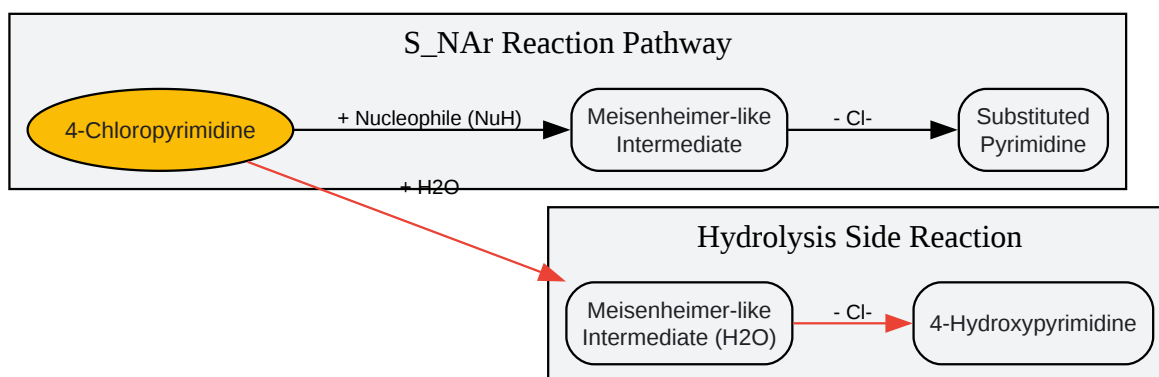 S_NAr Reaction Pathway
4-Chloropyrimidine
+ Nucleophile (NuH)
Meisenheimer-like
Intermediate
- Cl-
Substituted
Pyrimidine
+ H2O
Hydrolysis Side Reaction
Meisenheimer-like
Intermediate (H2O)
- Cl-
4-Hydroxypyrimidine